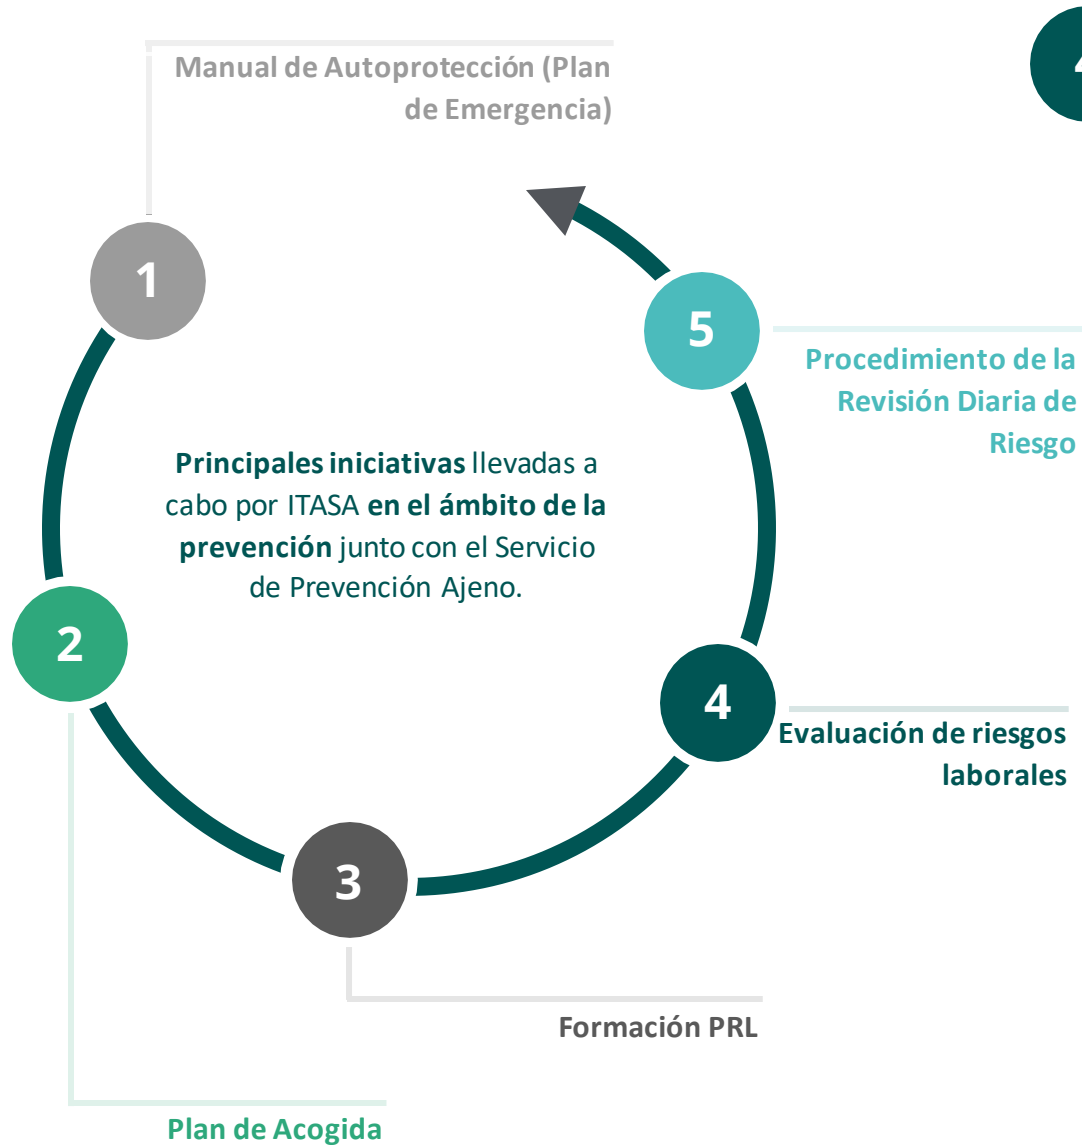 Manual de Autoprotección (Plan
de Emergencia)
1
5
Procedimiento de la
Revisión Diaria de
Riesgo
Principales iniciativas llevadas a
cabo por ITASA en el ámbito de la
prevención junto con el Servicio
de Prevención Ajeno.
2
4
Evaluación de riesgos
laborales
3
Formación PRL
Plan de Acogida